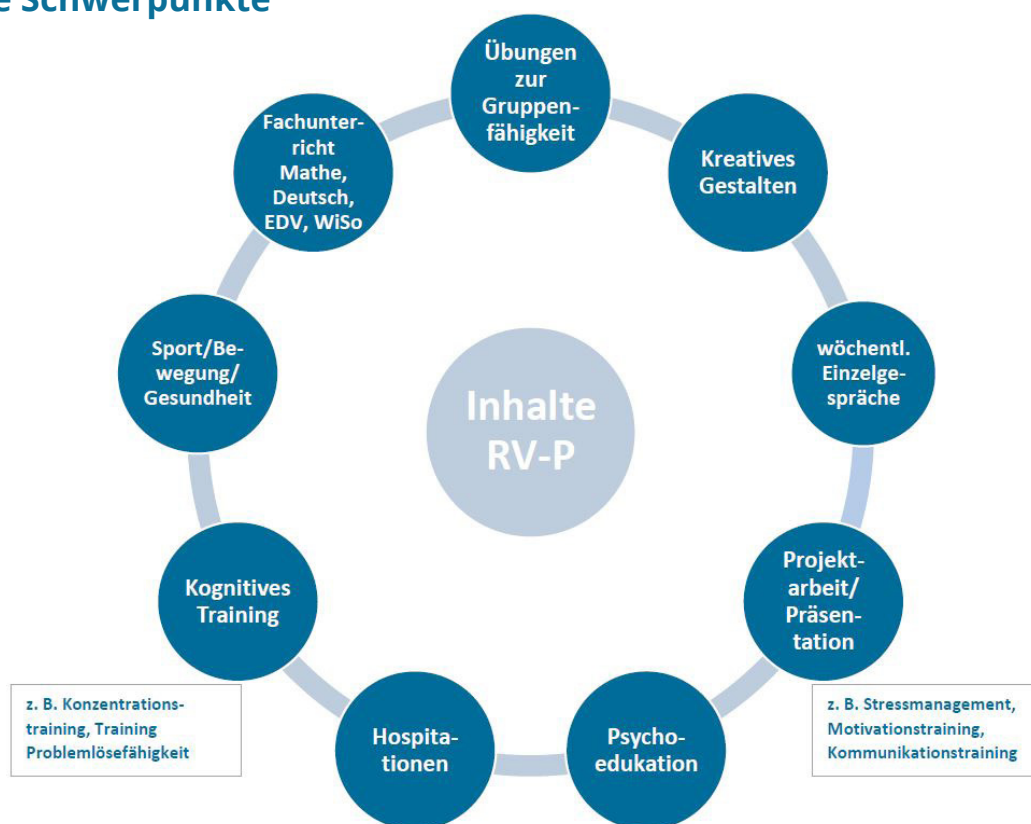 e Schwerpunkte
Übungen
zur
Gruppen-
fähigkeit
Kreatives
Gestalten
wöchentl.
Einzelge-
spräche
Projekt-
arbeit/
Präsen-
tation
z. B. Stressmanagement,
Motivationstraining,
Kommunikationstraining
Psycho-
edukation
Hospita-
tionen
Kognitives
Training
z. B. Konzentrations-
training, Training
Problemlösefähigkeit
Sport/Be-
wegung/
Gesundheit
Fachunter-
richt
Mathe,
Deutsch,
EDV, WiSo
Inhalte
RV-P